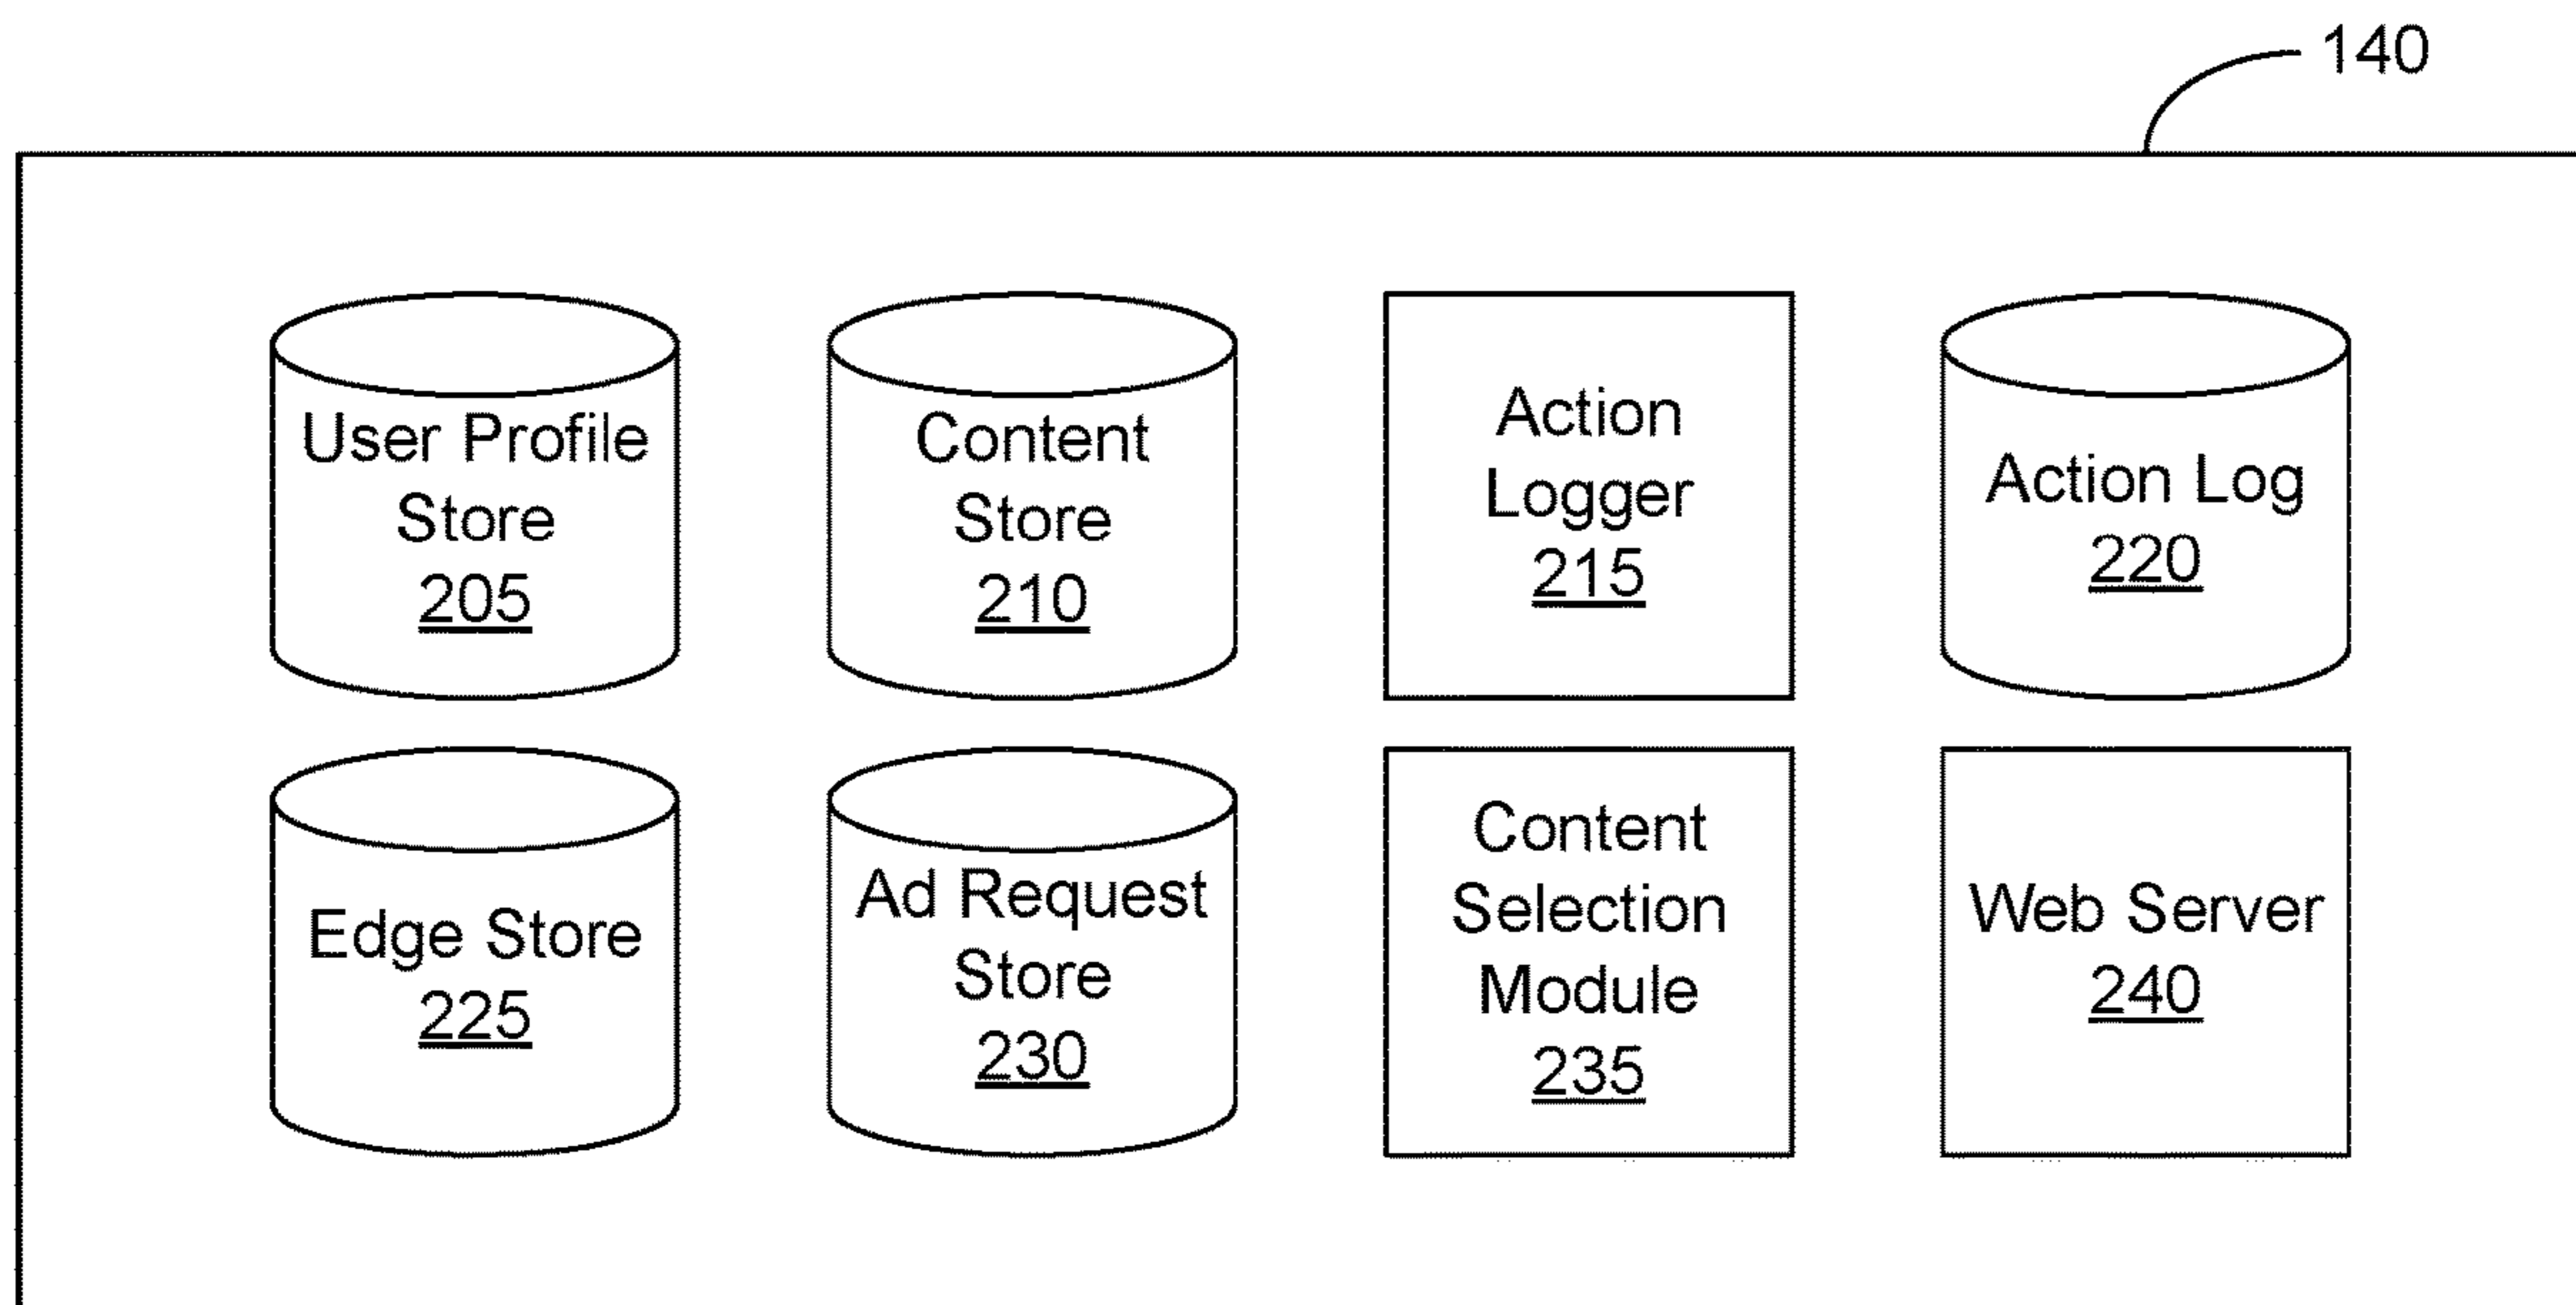 140
User Profile
Store
205
Content
Store
210
Action
Logger
215
Action Log
220
Edge Store
225
Ad Request
Store
230
Content
Selection
Module
235
Web Server
240